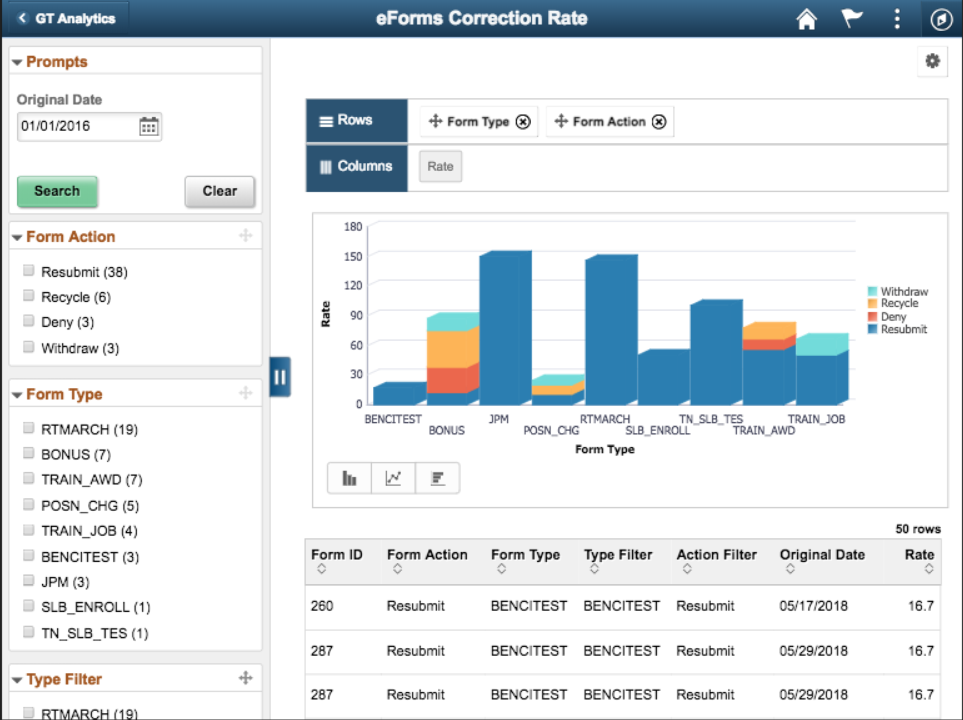 GT Analytics
eForms Correction Rate
Prompts
Original Date
01/01/2016
Search Clear
Form Action
Resubmit (38)
Recycle (6)
Deny (3)
Withdraw (3)
Form Type
RTMARCH (19)
BONUS (7)
TRAIN_AWD (7)
POSN_CHG (5)
TRAIN_JOB (4)
BENCITEST (3)
JPM (3)
SLB_ENROLL (1)
TN_SLB_TES (1)
Type Filter
RTMARCH (19)
Rows Form Type Form Action
Columns Rate
180
150
120
90
60
30
0
Rate
BENCITEST JPM RTMARCH TN_SLB_TES TRAIN_JOB
BONUS POSN_CHG SLB_ENROLL TRAIN_AWD
Form Type
Withdraw
Recycle
Deny
Resubmit
50 rows
Form ID Form Action Form Type Type Filter Action Filter Original Date Rate
260 Resubmit BENCITEST BENCITEST Resubmit 05/17/2018 16.7
287 Resubmit BENCITEST BENCITEST Resubmit 05/29/2018 16.7
287 Resubmit BENCITEST BENCITEST Resubmit 05/29/2018 16.7